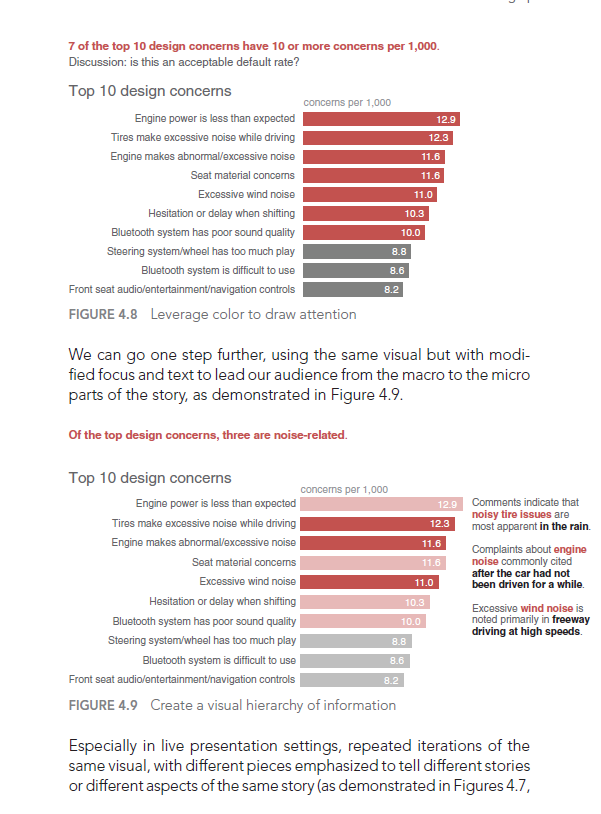 7 of the top 10 design concerns have 10 or more concerns per 1,000.
Discussion: is this an acceptable default rate?
Top 10 design concerns
concerns per 1,000
Engine power is less than expected 12.9
Tires make excessive noise while driving 12.3
Engine makes abnormal/excessive noise 11.6
Seat material concerns 11.6
Excessive wind noise 11.0
Hesitation or delay when shifting 10.3
Bluetooth system has poor sound quality 10.0
Steering system/wheel has too much play 8.8
Bluetooth system is difficult to use 8.6
Front seat audio/entertainment/navigation controls 8.2
FIGURE 4.8 Leverage color to draw attention
We can go one step further, using the same visual but with modi-
fied focus and text to lead our audience from the macro to the micro
parts of the story, as demonstrated in Figure 4.9.
Of the top design concerns, three are noise-related.
Top 10 design concerns
concerns per 1,000
Engine power is less than expected 12.9
Tires make excessive noise while driving 12.3
Engine makes abnormal/excessive noise 11.6
Seat material concerns 11.6
Excessive wind noise 11.0
Hesitation or delay when shifting 10.3
Bluetooth system has poor sound quality 10.0
Steering system/wheel has too much play 8.8
Bluetooth system is difficult to use 8.6
Front seat audio/entertainment/navigation controls 8.2
Comments indicate that
noisy tire issues are
most apparent in the rain.
Complaints about engine
noise commonly cited
after the car had not
been driven for a while.
Excessive wind noise is
noted primarily in freeway
driving at high speeds.
FIGURE 4.9 Create a visual hierarchy of information
Especially in live presentation settings, repeated iterations of the
same visual, with different pieces emphasized to tell different stories
or different aspects of the same story (as demonstrated in Figures 4.7,